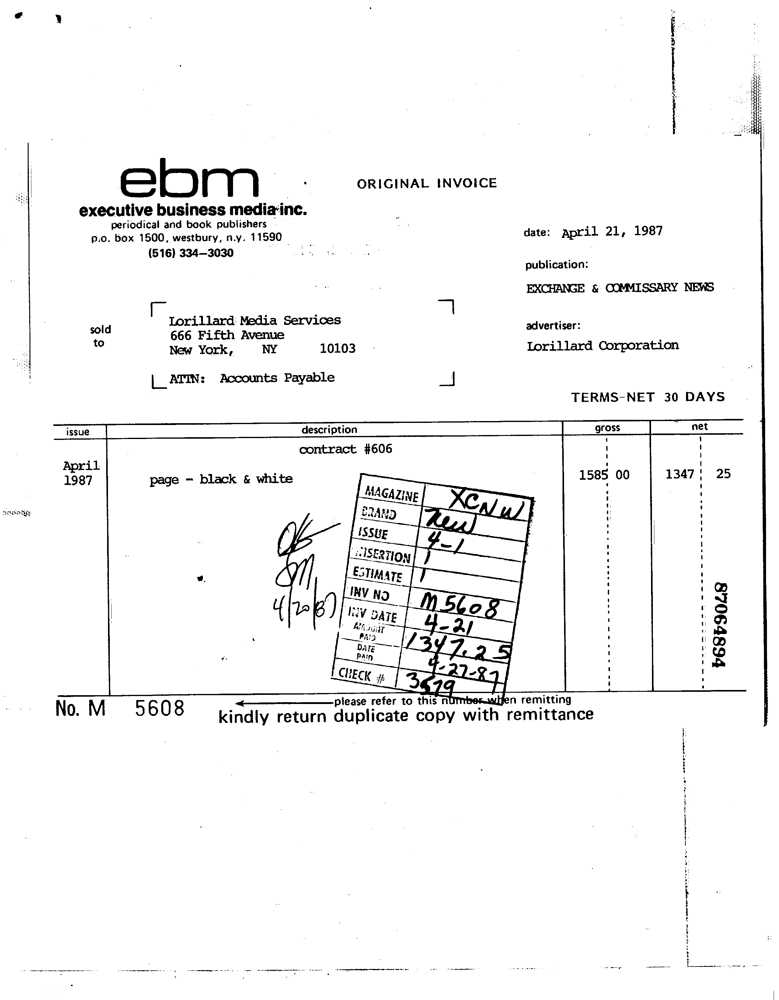 ebm
executive business media inc.
periodical and book publishers
p.o. box 1500, westbury, n.y. 11590
(516) 334—3030
ORIGINAL INVOICE
date: April 21, 1987
publication:
EXCHANGE & COMMISSARY NEWS
sold
to
Lorillard Media Services
666 Fifth Avenue
New York, NY 10103
ATTN: Accounts Payable
advertiser:
Lorillard Corporation
TERMS-NET 30 DAYS
issue description gross net
contract #606
April
1987 page - black & white 1585 00 1347 25
MAGAZINE XCNW
BRAND New
ISSUE 4-1
INSERTION 1
ESTIMATE 1
INV NO M 5608
INV DATE 4-21
AMOUNT
PAID 1347.25
DATE
PAID 4-27-87
CHECK # 3579
OK
4/20/87
87064894
No. M 5608 please refer to this number when remitting
kindly return duplicate copy with remittance